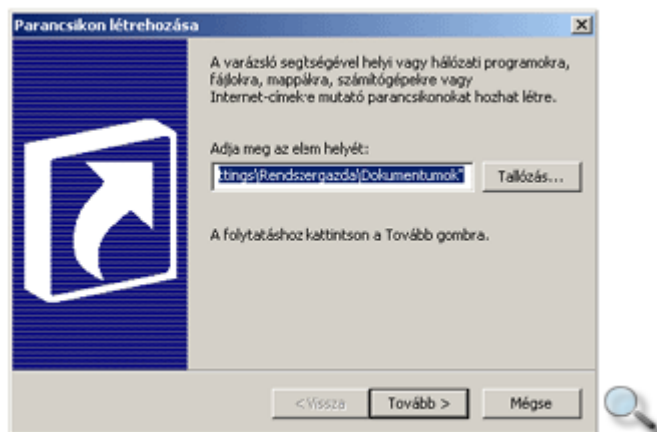 Parancsikon létrehozása
A varázsló segtségével helyi vagy hálózati programokra,
fájlokra, mappákra, számítógépekre vagy
Internet-címekre mutató parancsikonokat hozhat létre.
Adja meg az elem helyét:
ttings\Rendszergazda\Dokumentumok"
Tallózás...
A folytatáshoz kattintson a Tovább gombra.
< Vissza
Tovább >
Mégse